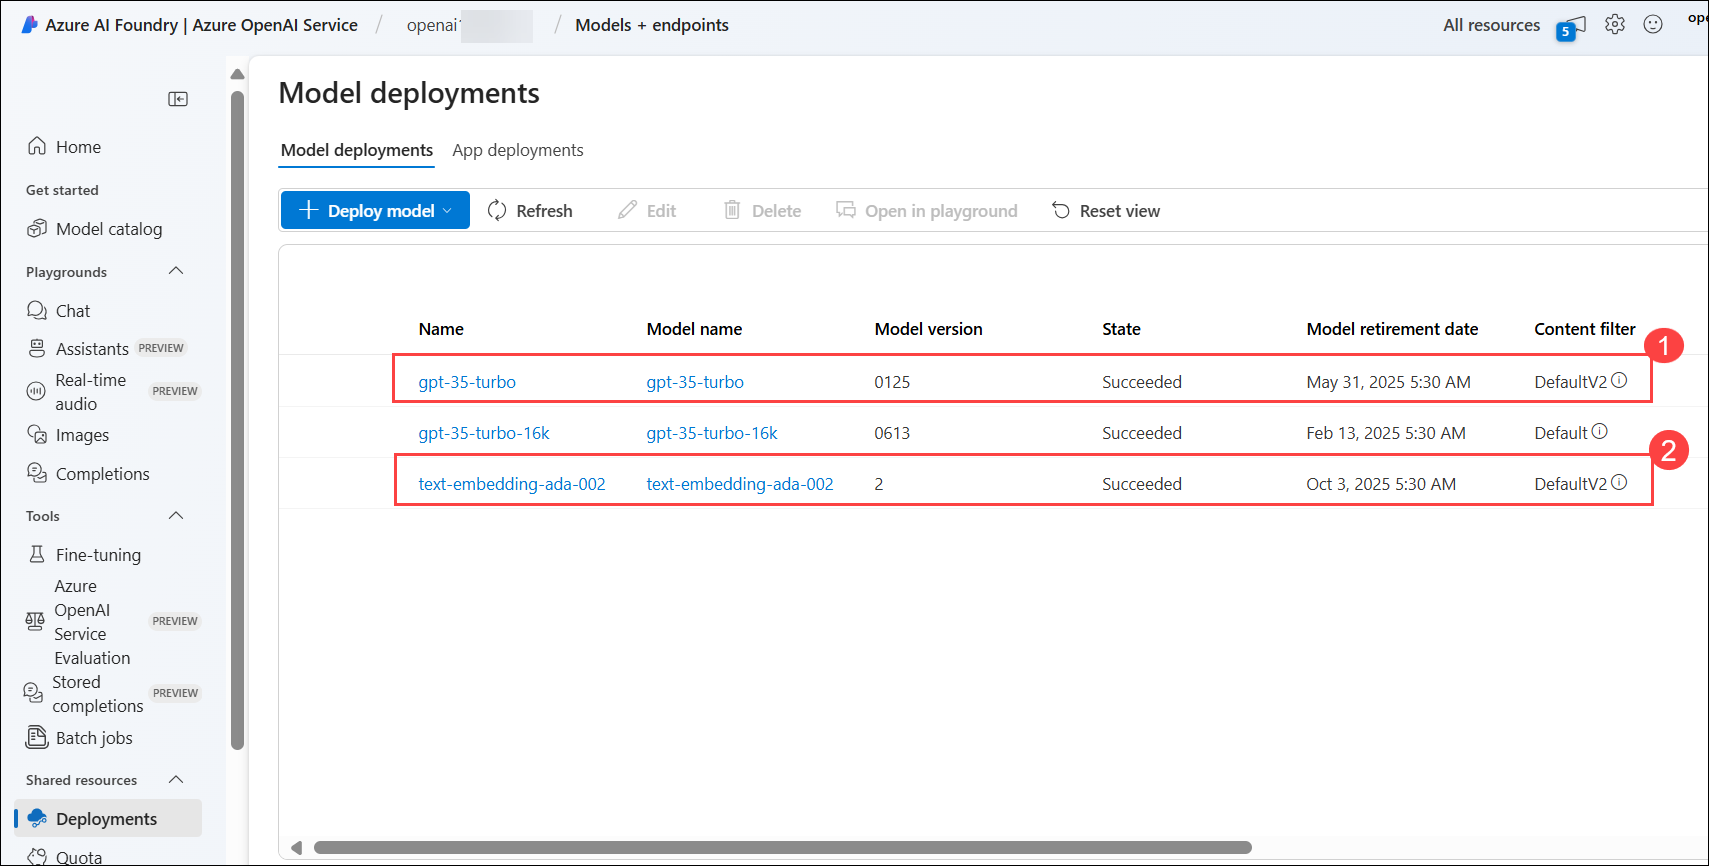 Azure AI Foundry | Azure OpenAI Service / openai / Models + endpoints
All resources
5
ope
Home
Get started
Model catalog
Playgrounds
Chat
Assistants PREVIEW
Real-time
audio
PREVIEW
Images
Completions
Tools
Fine-tuning
Azure
OpenAI
Service
Evaluation
PREVIEW
Stored
completions
PREVIEW
Batch jobs
Shared resources
Deployments
Quota
Model deployments
Model deployments App deployments
Deploy model Refresh Edit Delete Open in playground Reset view
Name Model name Model version State Model retirement date Content filter
1
gpt-35-turbo gpt-35-turbo 0125 Succeeded May 31, 2025 5:30 AM DefaultV2
gpt-35-turbo-16k gpt-35-turbo-16k 0613 Succeeded Feb 13, 2025 5:30 AM Default
2
text-embedding-ada-002 text-embedding-ada-002 2 Succeeded Oct 3, 2025 5:30 AM DefaultV2